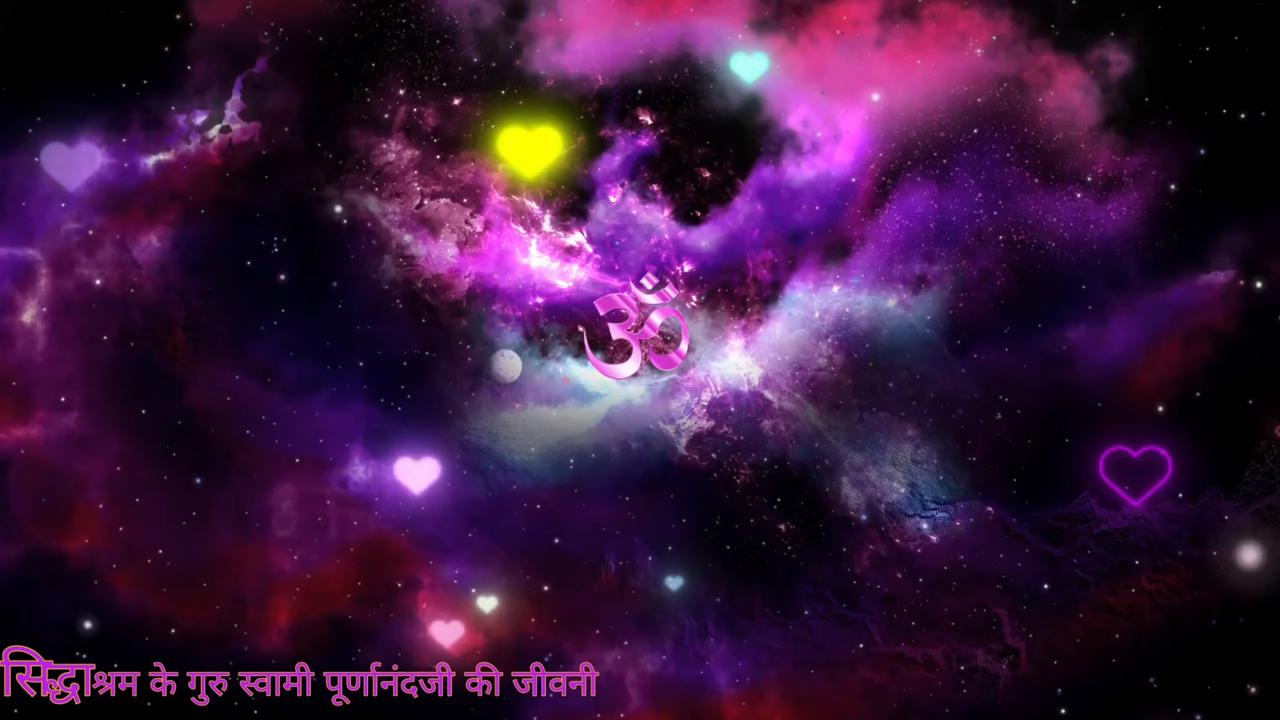 ॐ
सिद्धाश्रम के गुरु स्वामी पूर्णानंदजी की जीवनी